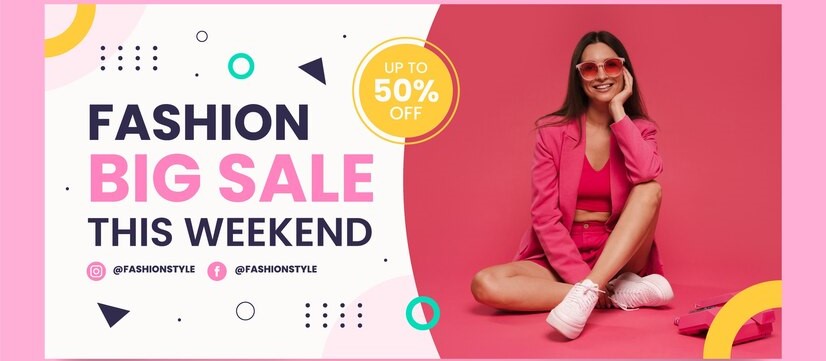 FASHION
BIG SALE
THIS WEEKEND
@FASHIONSTYLE @FASHIONSTYLE
UP TO
50%
OFF